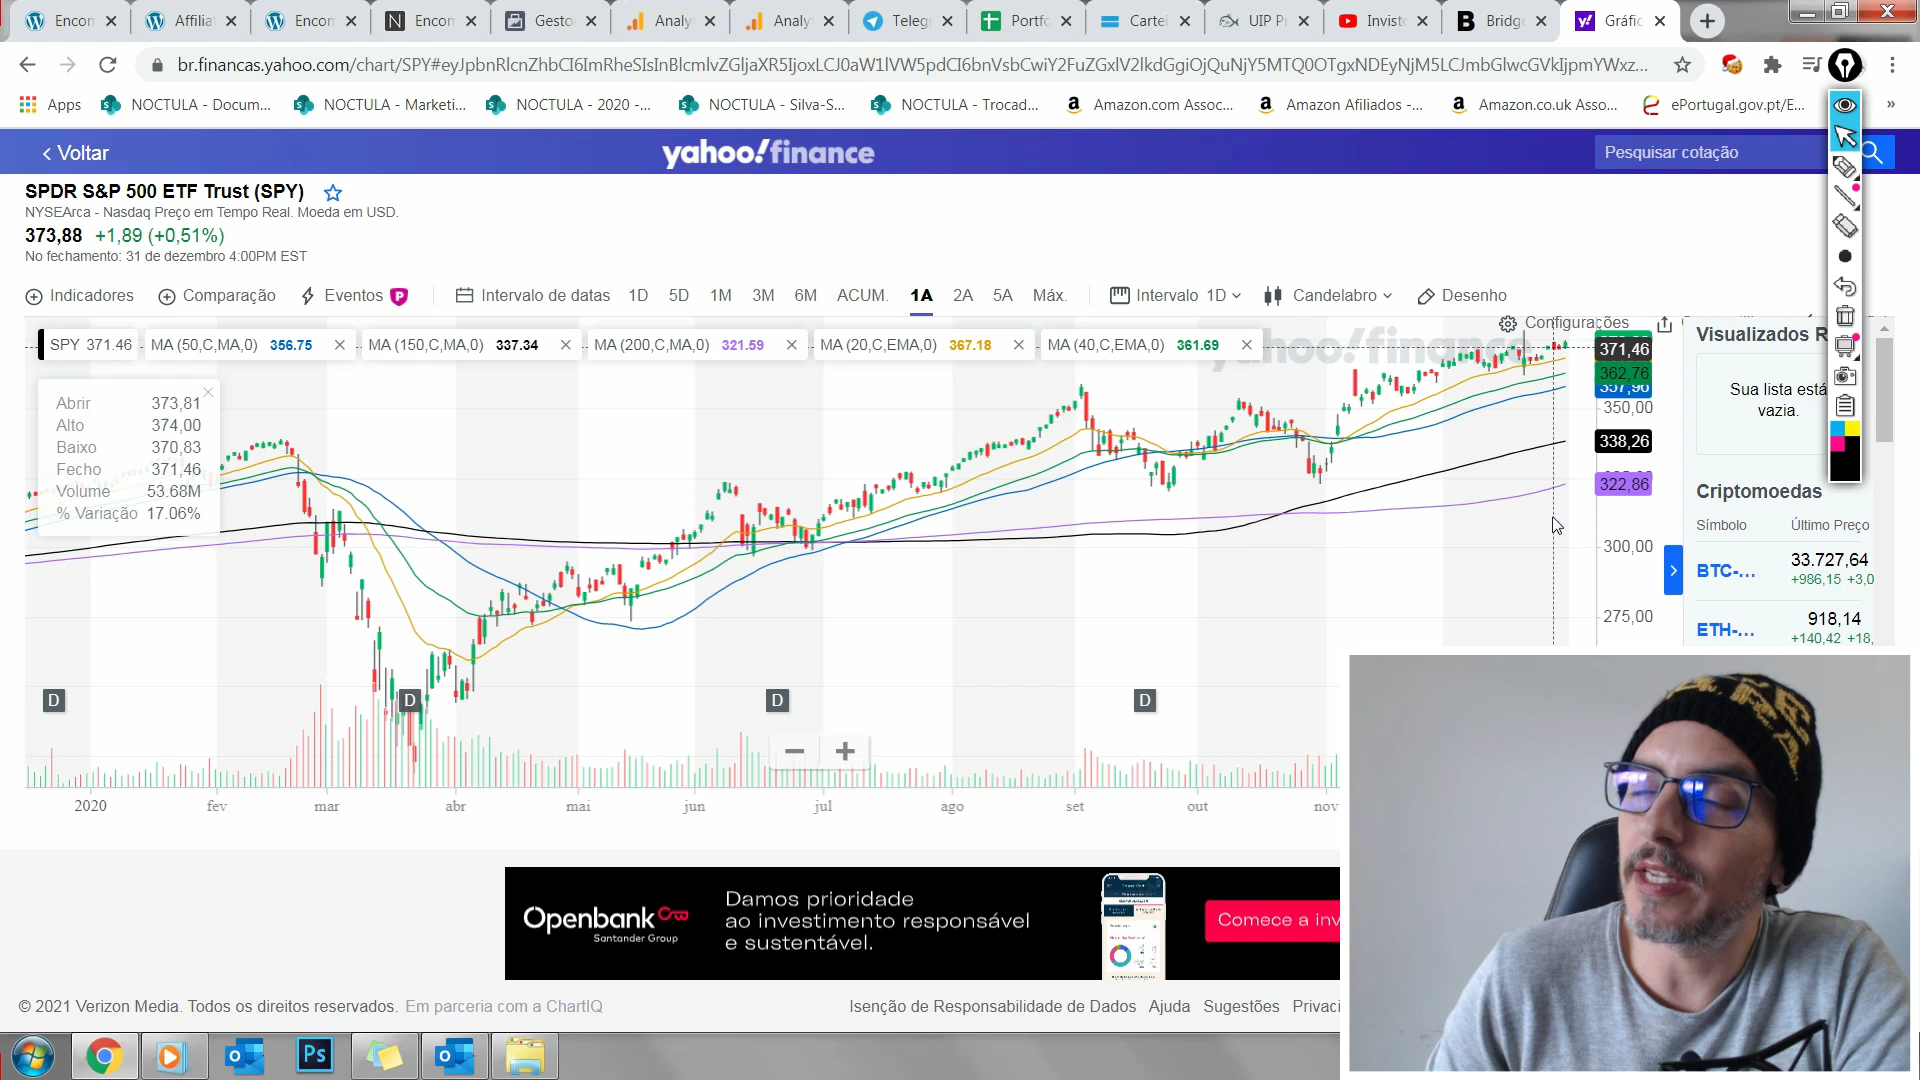 Encon
Affilia
Encon
Encon
Gesto
Analy
Analy
Teleg
Portfo
Cartei
UIP Pr
Invist
Bridg
Gráfic
br.financas.yahoo.com/chart/SPY#eyJpbnRlcnZhbCI6ImRheSIsInBlcmlvZGljaXR5IjoxLCJ0aW1lVW5pdCI6bnVsbCwiY2FuZGxlV2lkdGgiOjQuNjY5MTQ0OTgxNDEyNjM5LCJmbGlwcGVkIjpmYWxz...
Apps
NOCTULA - Docum...
NOCTULA - Marketi...
NOCTULA - 2020 -...
NOCTULA - Silva-S...
NOCTULA - Trocad...
Amazon.com Assoc...
Amazon Afiliados -...
Amazon.co.uk Asso...
ePortugal.gov.pt/E...
Voltar
yahoo!finance
Pesquisar cotação
SPDR S&P 500 ETF Trust (SPY)
NYSEArca - Nasdaq Preço em Tempo Real. Moeda em USD.
373,88 +1,89 (+0,51%)
No fechamento: 31 de dezembro 4:00PM EST
Indicadores
Comparação
Eventos P
Intervalo de datas
1D 5D 1M 3M 6M ACUM. 1A 2A 5A Máx.
Intervalo 1D
Candelabro
Desenho
Configurações
SPY 371.46
MA (50,C,MA,0) 356.75
MA (150,C,MA,0) 337.34
MA (200,C,MA,0) 321.59
MA (20,C,EMA,0) 367.18
MA (40,C,EMA,0) 361.69
yahoo!finance
Abrir 373,81
Alto 374,00
Baixo 370,83
Fecho 371,46
Volume 53.68M
% Variação 17.06%
371,46
362,76
357,96
350,00
338,26
322,86
300,00
275,00
D
D
D
D
2020 fev mar abr mai jun jul ago set out nov
Visualizados R
Sua lista está
vazia.
Criptomoedas
Símbolo Último Preço
BTC-... 33.727,64
+986,15 +3,0
ETH-... 918,14
+140,42 +18,
Openbank
Santander Group
Damos prioridade
ao investimento responsável
e sustentável.
Comece a inv
© 2021 Verizon Media. Todos os direitos reservados. Em parceria com a ChartIQ
Isenção de Responsabilidade de Dados Ajuda Sugestões Privaci
Ps